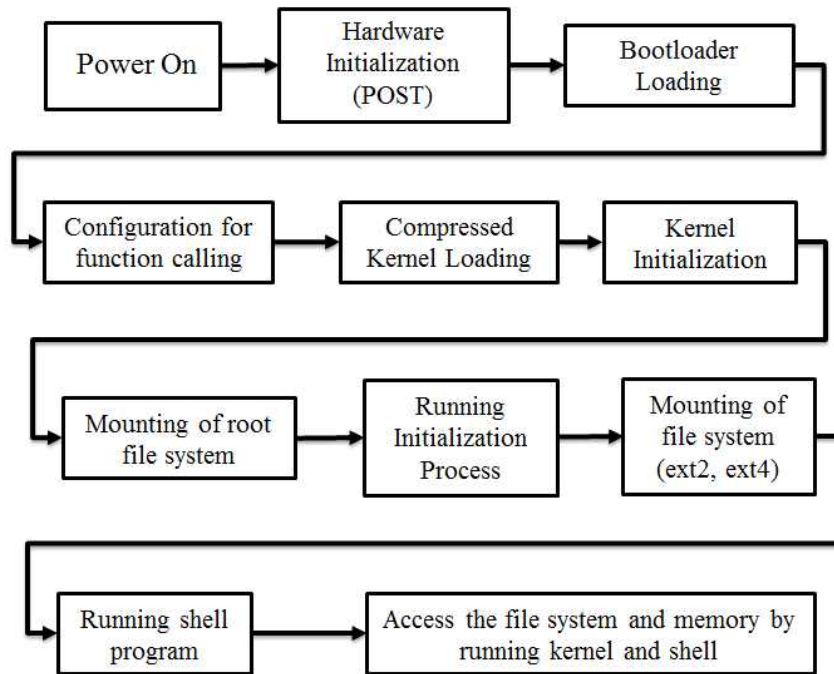 Power On
Hardware
Initialization
(POST)
Bootloader
Loading
Configuration for
function calling
Compressed
Kernel Loading
Kernel
Initialization
Mounting of root
file system
Running
Initialization
Process
Mounting of
file system
(ext2, ext4)
Running shell
program
Access the file system and memory by
running kernel and shell